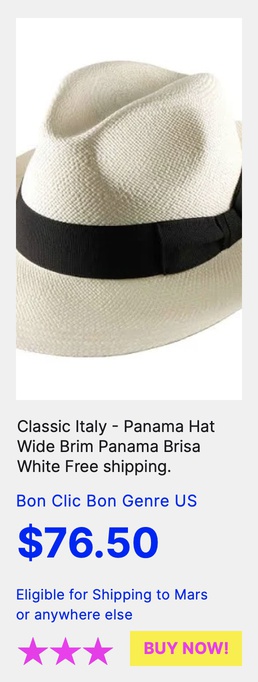 Classic Italy - Panama Hat
Wide Brim Panama Brisa
White Free shipping.
Bon Clic Bon Genre US
$76.50
Eligible for Shipping to Mars
or anywhere else
BUY NOW!